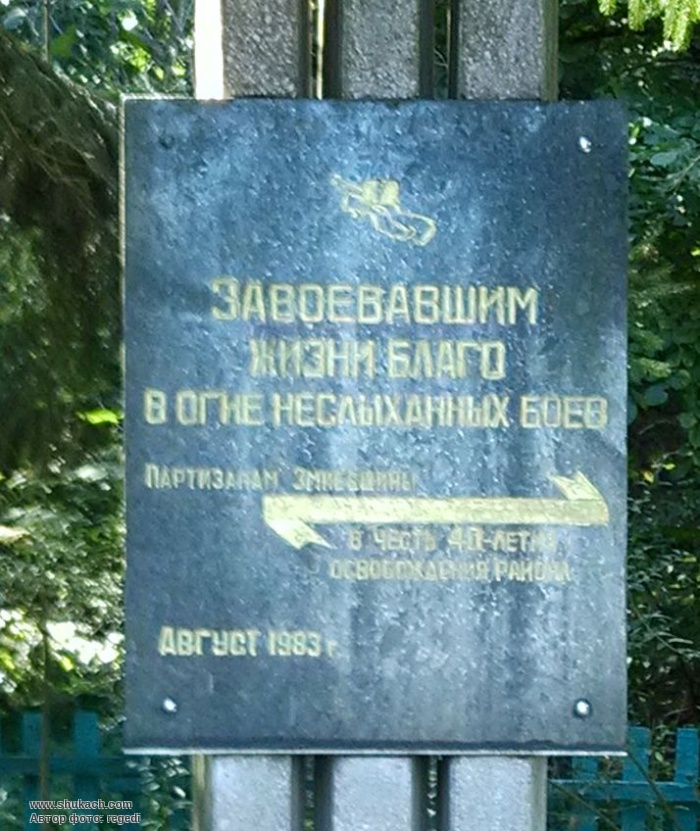 ЗАВОЕВАВШИМ
ЖИЗНИ БЛАГО
В ОГНЕ НЕСЛЫХАННЫХ БОЕВ
ПАРТИЗАНАМ ЗМИЕВЩИНЫ
В ЧЕСТЬ 40-ЛЕТИЯ
ОСВОБОЖДЕНИЯ РАЙОНА
АВГУСТ 1983 г.
www.shukach.com
Автор фото: regedi